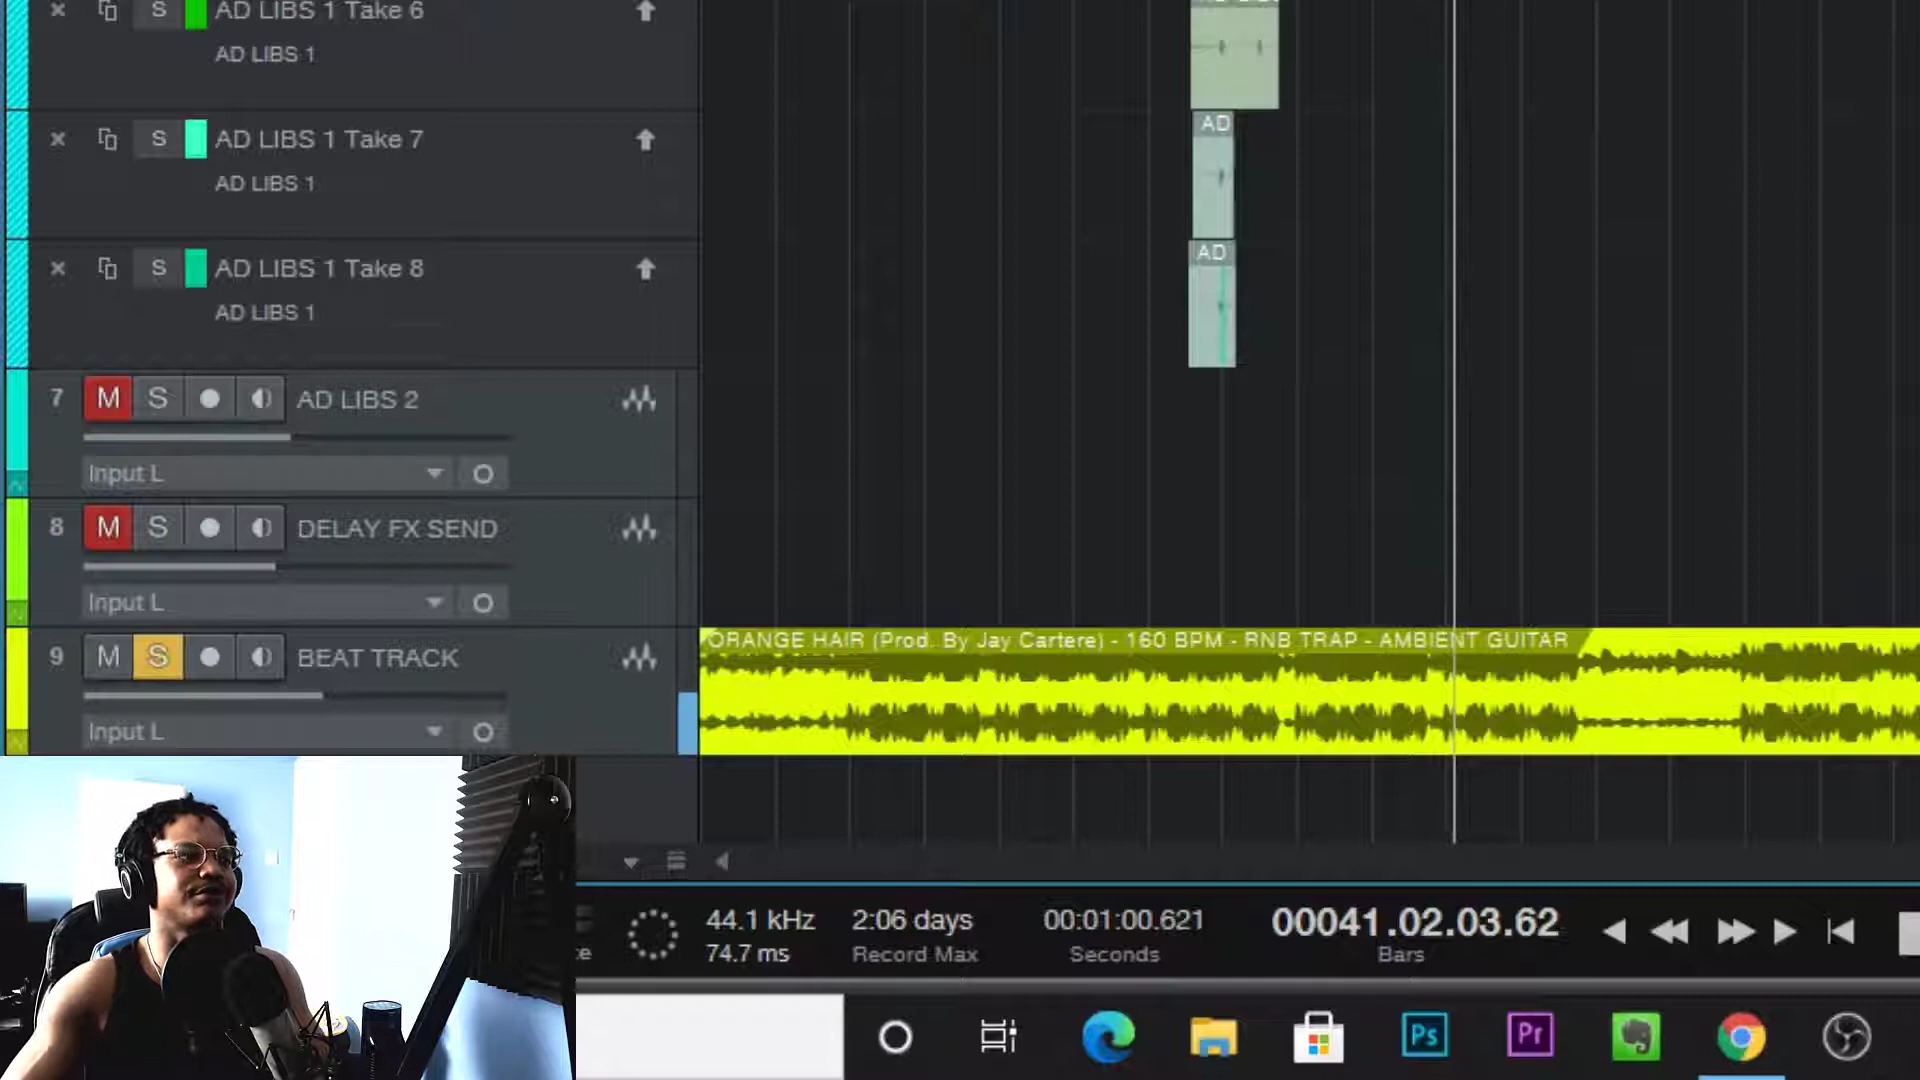 S AD LIBS 1 Take 6
AD LIBS 1
S AD LIBS 1 Take 7
AD LIBS 1
AD
S AD LIBS 1 Take 8
AD LIBS 1
AD
7 M S AD LIBS 2
Input L
8 M S DELAY FX SEND
Input L
9 M S BEAT TRACK
Input L
ORANGE HAIR (Prod. By Jay Cartere) - 160 BPM - RNB TRAP - AMBIENT GUITAR
44.1 kHz 2:06 days 00:01:00.621 00041.02.03.62
74.7 ms Record Max Seconds Bars
Ps Pr